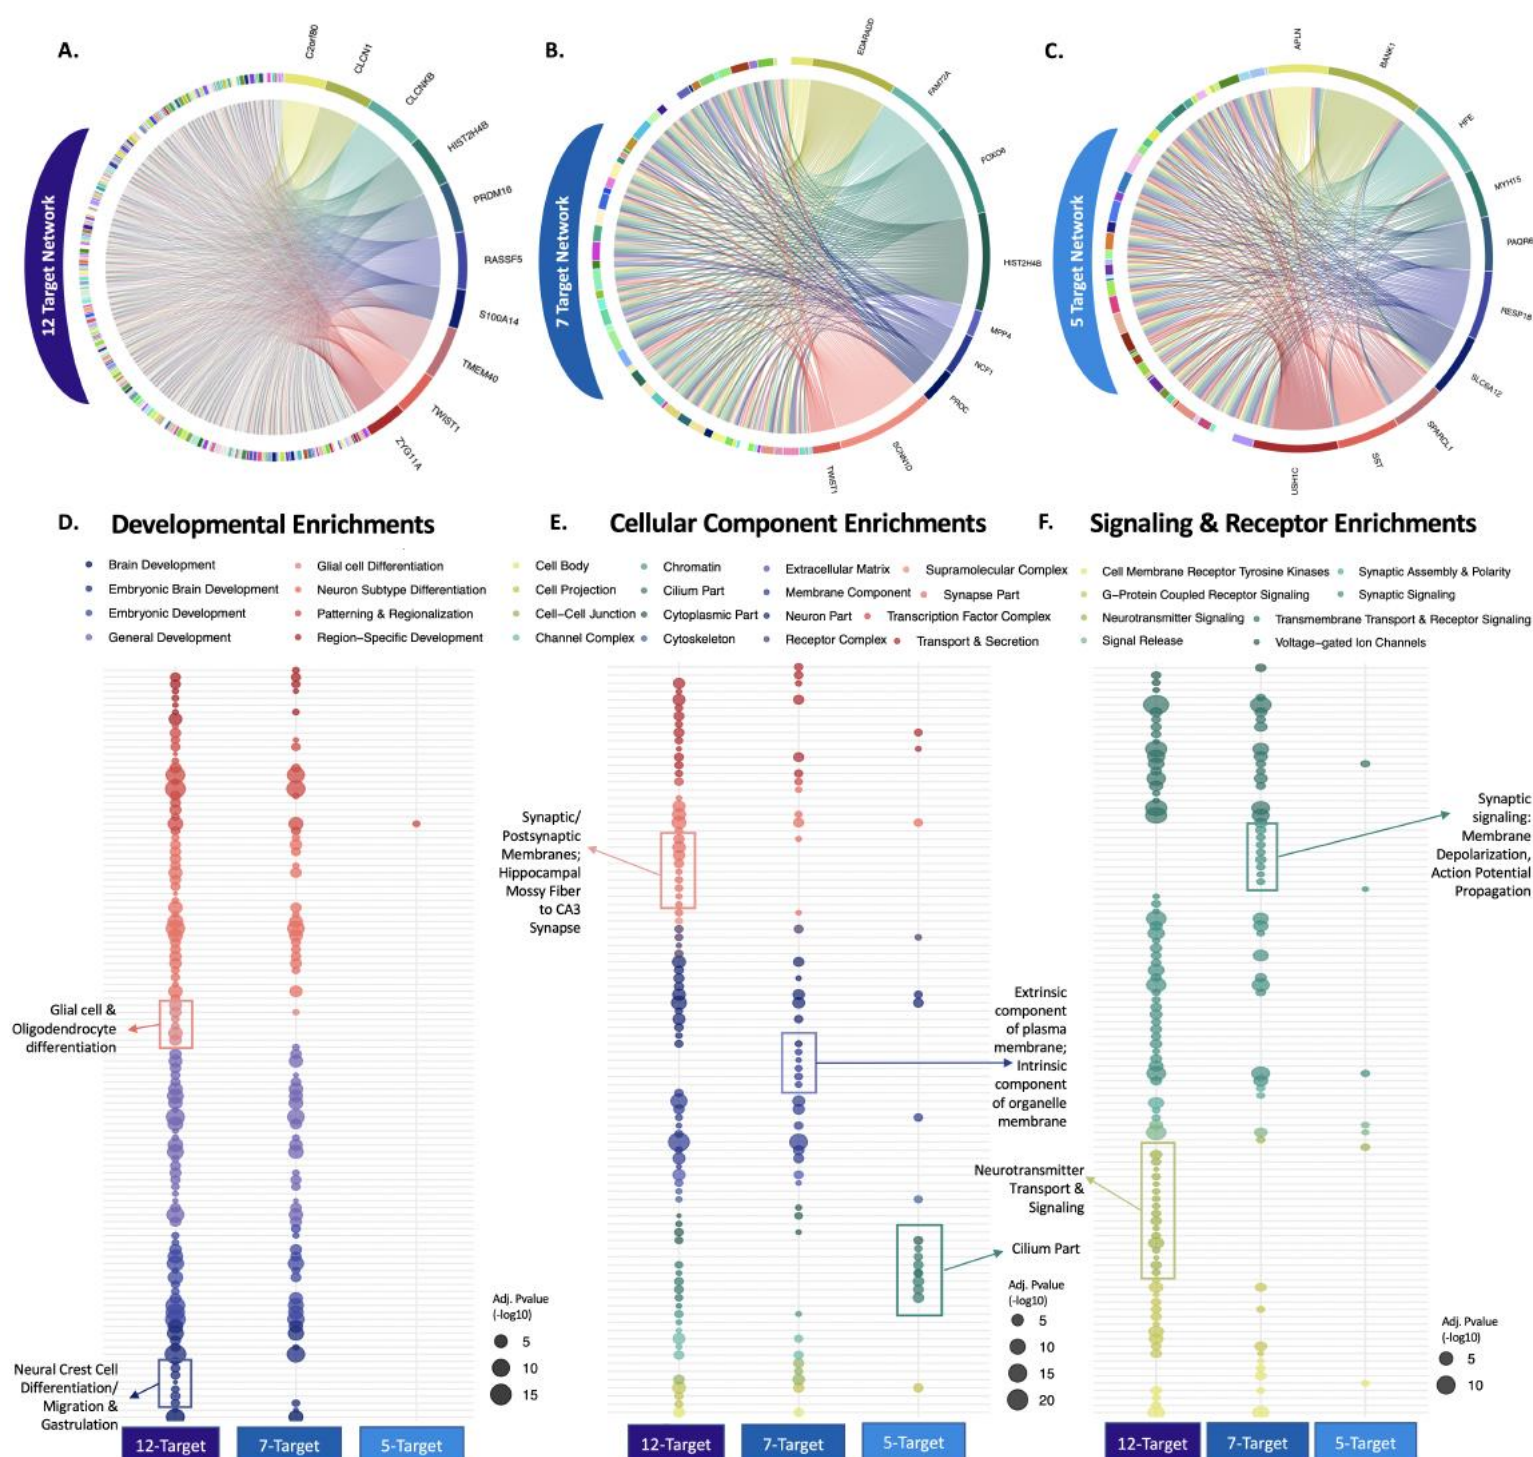 A.
C2orf80
CLCN1
CLCNKB
HIST2H4B
PRDM16
RASSF5
S100A14
TMEM40
TWIST1
ZYG11A
12 Target Network
B.
EDARADD
FAM72A
FOXO6
HIST2H4B
MPP4
NCF1
PROC
SCNN1D
TWIST1
7 Target Network
C.
APLN
BANK1
HFE
MYH15
PAQR6
RESP18
SLC6A12
SPARCL1
SST
USH1C
5 Target Network
D. Developmental Enrichments
Brain Development
Embryonic Brain Development
Embryonic Development
General Development
Glial cell Differentiation
Neuron Subtype Differentiation
Patterning & Regionalization
Region-Specific Development
Glial cell &
Oligodendrocyte
differentiation
Neural Crest Cell
Differentiation/
Migration &
Gastrulation
Adj. Pvalue
(-log10)
5
10
15
12-Target
7-Target
5-Target
E. Cellular Component Enrichments
Cell Body
Cell Projection
Cell-Cell Junction
Channel Complex
Chromatin
Cilium Part
Cytoplasmic Part
Cytoskeleton
Extracellular Matrix
Membrane Component
Neuron Part
Receptor Complex
Supramolecular Complex
Synapse Part
Transcription Factor Complex
Transport & Secretion
Synaptic/
Postsynaptic
Membranes;
Hippocampal
Mossy Fiber
to CA3
Synapse
Extrinsic
component
of plasma
membrane;
Intrinsic
component
of organelle
membrane
Cilium Part
Adj. Pvalue
(-log10)
5
10
15
20
12-Target
7-Target
5-Target
F. Signaling & Receptor Enrichments
Cell Membrane Receptor Tyrosine Kinases
G-Protein Coupled Receptor Signaling
Neurotransmitter Signaling
Signal Release
Synaptic Assembly & Polarity
Synaptic Signaling
Transmembrane Transport & Receptor Signaling
Voltage-gated Ion Channels
Synaptic
signaling:
Membrane
Depolarization,
Action Potential
Propagation
Neurotransmitter
Transport &
Signaling
Adj. Pvalue
(-log10)
5
10
12-Target
7-Target
5-Target